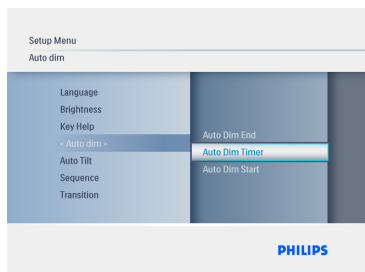 Setup Menu
Auto dim
Language
Brightness
Key Help
« Auto dim »
Auto Tilt
Sequence
Transition
Auto Dim End
Auto Dim Timer
Auto Dim Start
PHILIPS